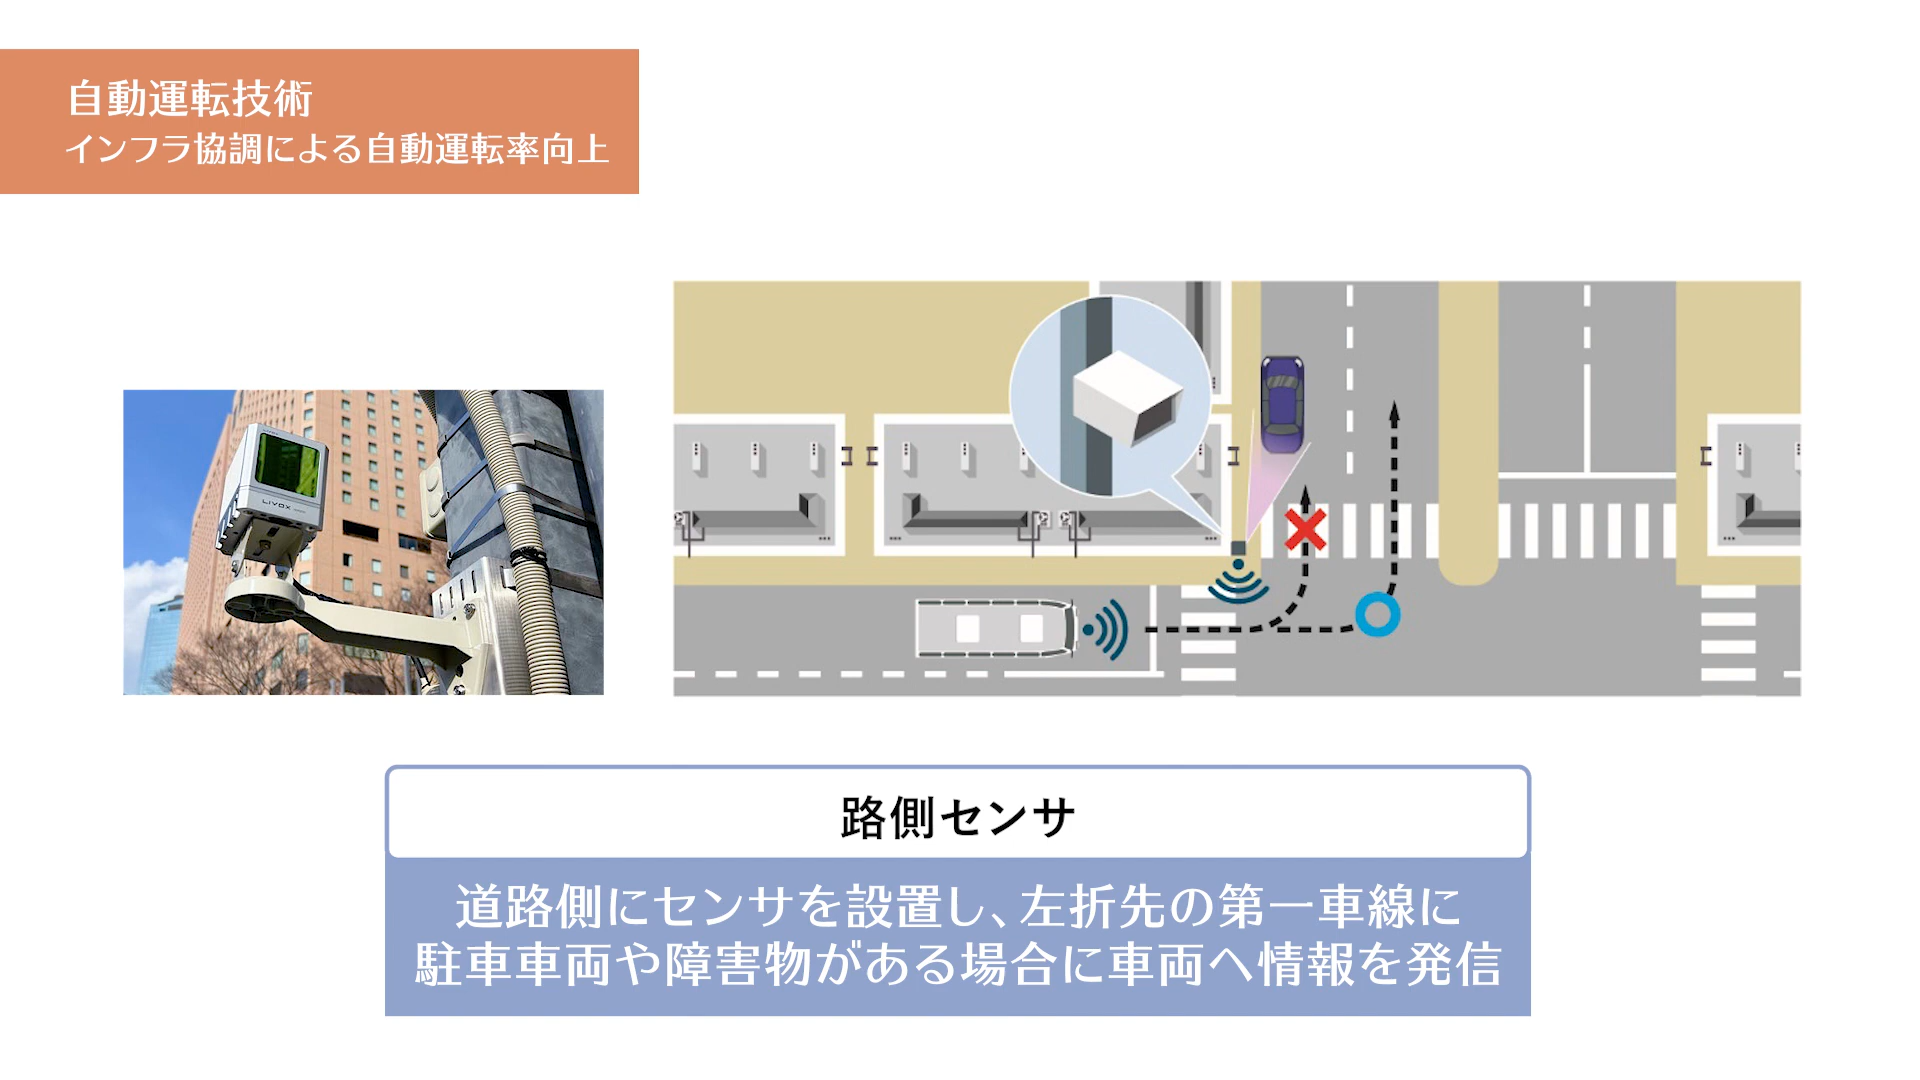 自動運転技術
インフラ協調による自動運転率向上
LIVOX
路側センサ
道路側にセンサを設置し、左折先の第一車線に
駐車車両や障害物がある場合に車両へ情報を発信